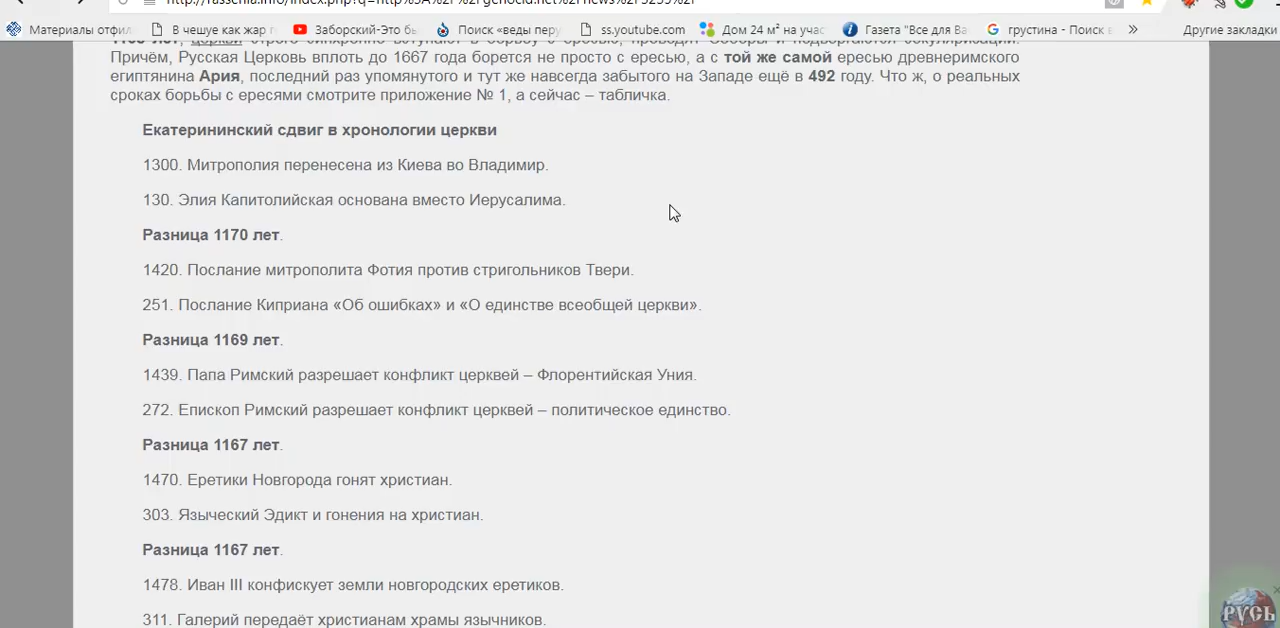 Материалы отфил
В чешуе как жар г
Заборский-Это бы
Поиск «веды перу
ss.youtube.com
Дом 24 м² на учас
Газета "Все для Ва
грустина - Поиск в
»
Другие закладки
Причём, Русская Церковь вплоть до 1667 года борется не просто с ересью, а с той же самой ересью древнеримского
египтянина Ария, последний раз упомянутого и тут же навсегда забытого на Западе ещё в 492 году. Что ж, о реальных
сроках борьбы с ересями смотрите приложение № 1, а сейчас – табличка.
Екатерининский сдвиг в хронологии церкви
1300. Митрополия перенесена из Киева во Владимир.
130. Элия Капитолийская основана вместо Иерусалима.
Разница 1170 лет.
1420. Послание митрополита Фотия против стригольников Твери.
251. Послание Киприана «Об ошибках» и «О единстве всеобщей церкви».
Разница 1169 лет.
1439. Папа Римский разрешает конфликт церквей – Флорентийская Уния.
272. Епископ Римский разрешает конфликт церквей – политическое единство.
Разница 1167 лет.
1470. Еретики Новгорода гонят христиан.
303. Языческий Эдикт и гонения на христиан.
Разница 1167 лет.
1478. Иван III конфискует земли новгородских еретиков.
311. Галерий передаёт христианам храмы язычников.
РУСЬ